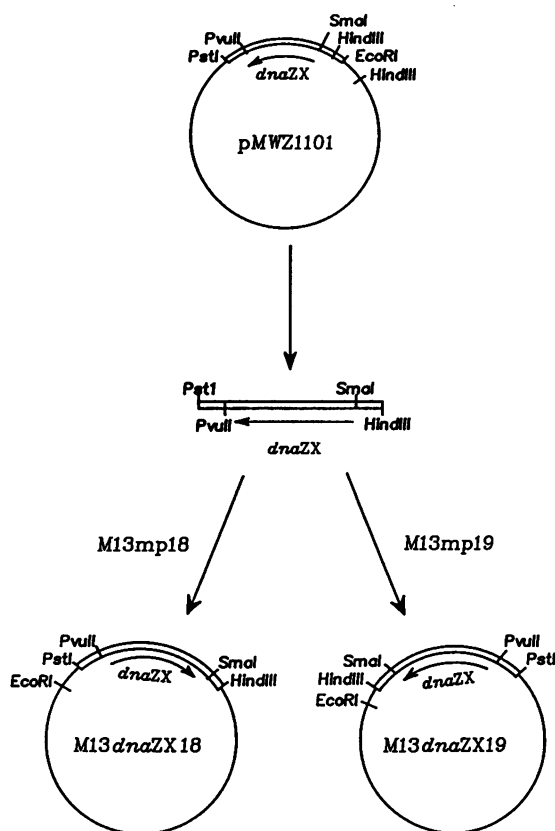 SmaI
PvuII
HindIII
PstI
EcoRI
dnaZX
HindIII
pMWZ1101
Pst1
SmaI
PvuII
HindIII
dnaZX
M13mp18
M13mp19
PvuII
PstI
SmaI
dnaZX
HindIII
EcoRI
M13dnaZX18
PvuII
SmaI
PstI
HindIII
dnaZX
EcoRI
M13dnaZX19